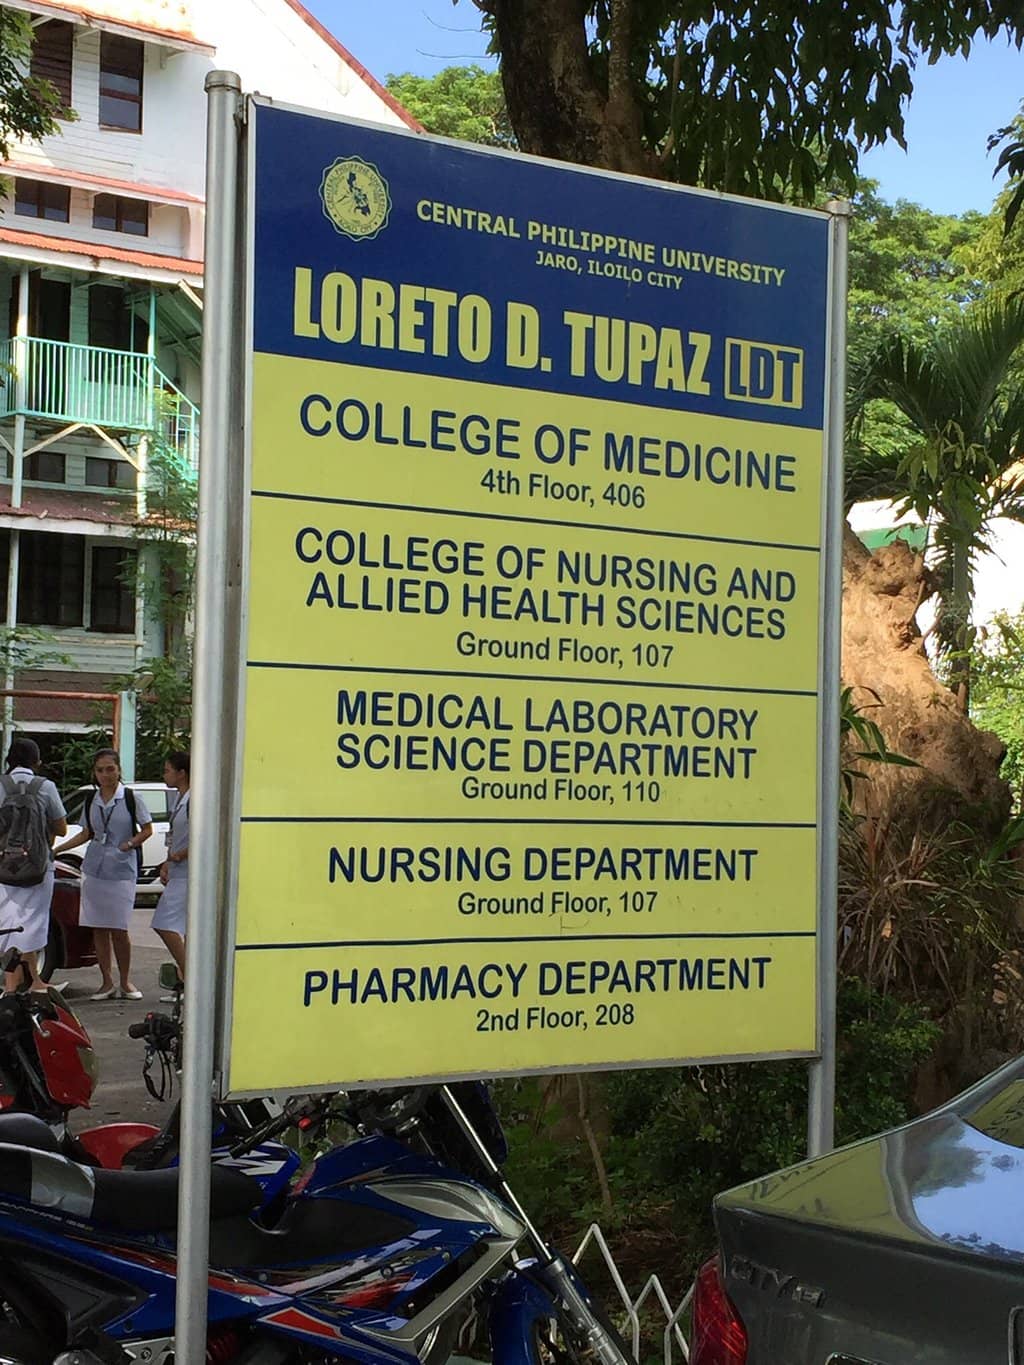 CENTRAL PHILIPPINE UNIVERSITY
JARO, ILOILO CITY
LORETO D. TUPAZ LDT
COLLEGE OF MEDICINE
4th Floor, 406
COLLEGE OF NURSING AND
ALLIED HEALTH SCIENCES
Ground Floor, 107
MEDICAL LABORATORY
SCIENCE DEPARTMENT
Ground Floor, 110
NURSING DEPARTMENT
Ground Floor, 107
PHARMACY DEPARTMENT
2nd Floor, 208
CITY